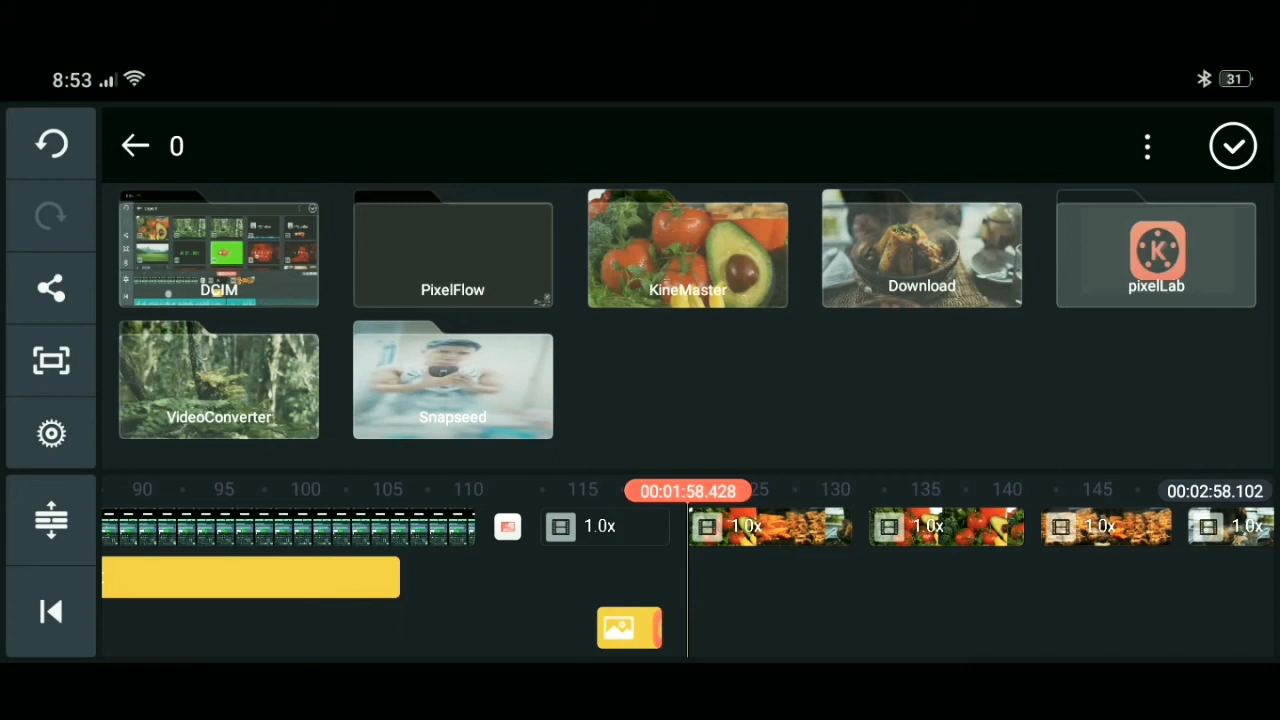 8:53
31
0
DCIM
PixelFlow
KineMaster
Download
K
pixelLab
VideoConverter
Snapseed
90 95 100 105 110 115 00:01:58.428 25 130 135 140 145 00:02:58.102
1.0x 1.0x 1.0x 1.0x 1.0x